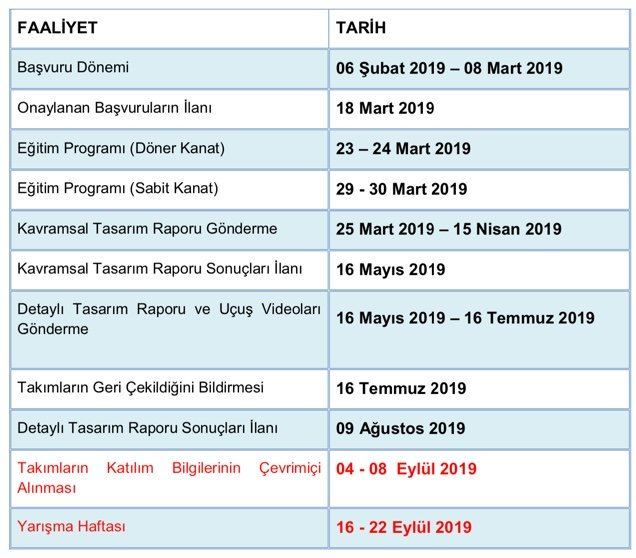 FAALİYET TARİH
Başvuru Dönemi 06 Şubat 2019 – 08 Mart 2019
Onaylanan Başvuruların İlanı 18 Mart 2019
Eğitim Programı (Döner Kanat) 23 – 24 Mart 2019
Eğitim Programı (Sabit Kanat) 29 - 30 Mart 2019
Kavramsal Tasarım Raporu Gönderme 25 Mart 2019 – 15 Nisan 2019
Kavramsal Tasarım Raporu Sonuçları İlanı 16 Mayıs 2019
Detaylı Tasarım Raporu ve Uçuş Videoları
Gönderme
16 Mayıs 2019 – 16 Temmuz 2019
Takımların Geri Çekildiğini Bildirmesi 16 Temmuz 2019
Detaylı Tasarım Raporu Sonuçları İlanı 09 Ağustos 2019
Takımların Katılım Bilgilerinin Çevrimiçi
Alınması
04 - 08 Eylül 2019
Yarışma Haftası 16 - 22 Eylül 2019